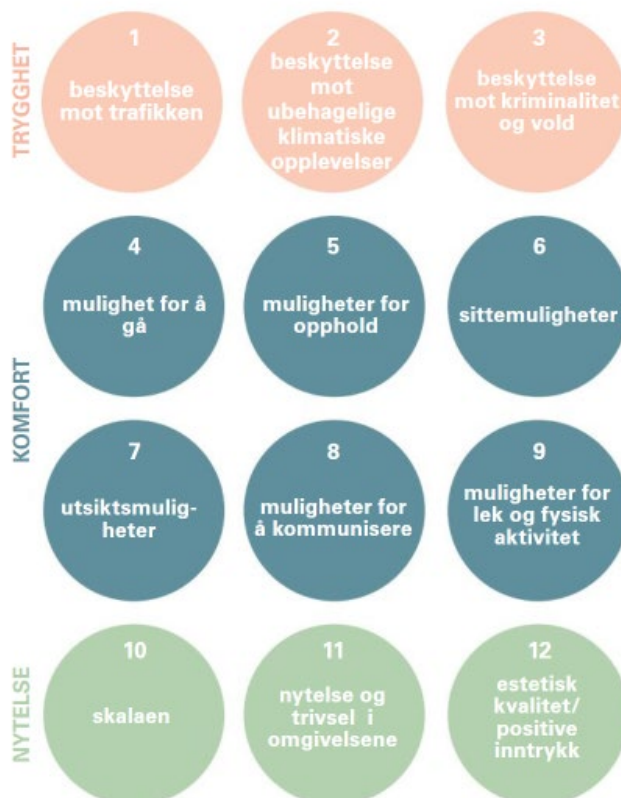 TRYGGHET
1
beskyttelse
mot trafikken
2
beskyttelse
mot
ubehagelige
klimatiske
opplevelser
3
beskyttelse
mot kriminalitet
og vold
KOMFORT
4
mulighet for å
gå
5
muligheter for
opphold
6
sittemuligheter
7
utsiktsmulig-
heter
8
muligheter for
å kommunisere
9
muligheter for
lek og fysisk
aktivitet
NYTELSE
10
skalaen
11
nytelse og
trivsel i
omgivelsene
12
estetisk
kvalitet/
positive
inntrykk